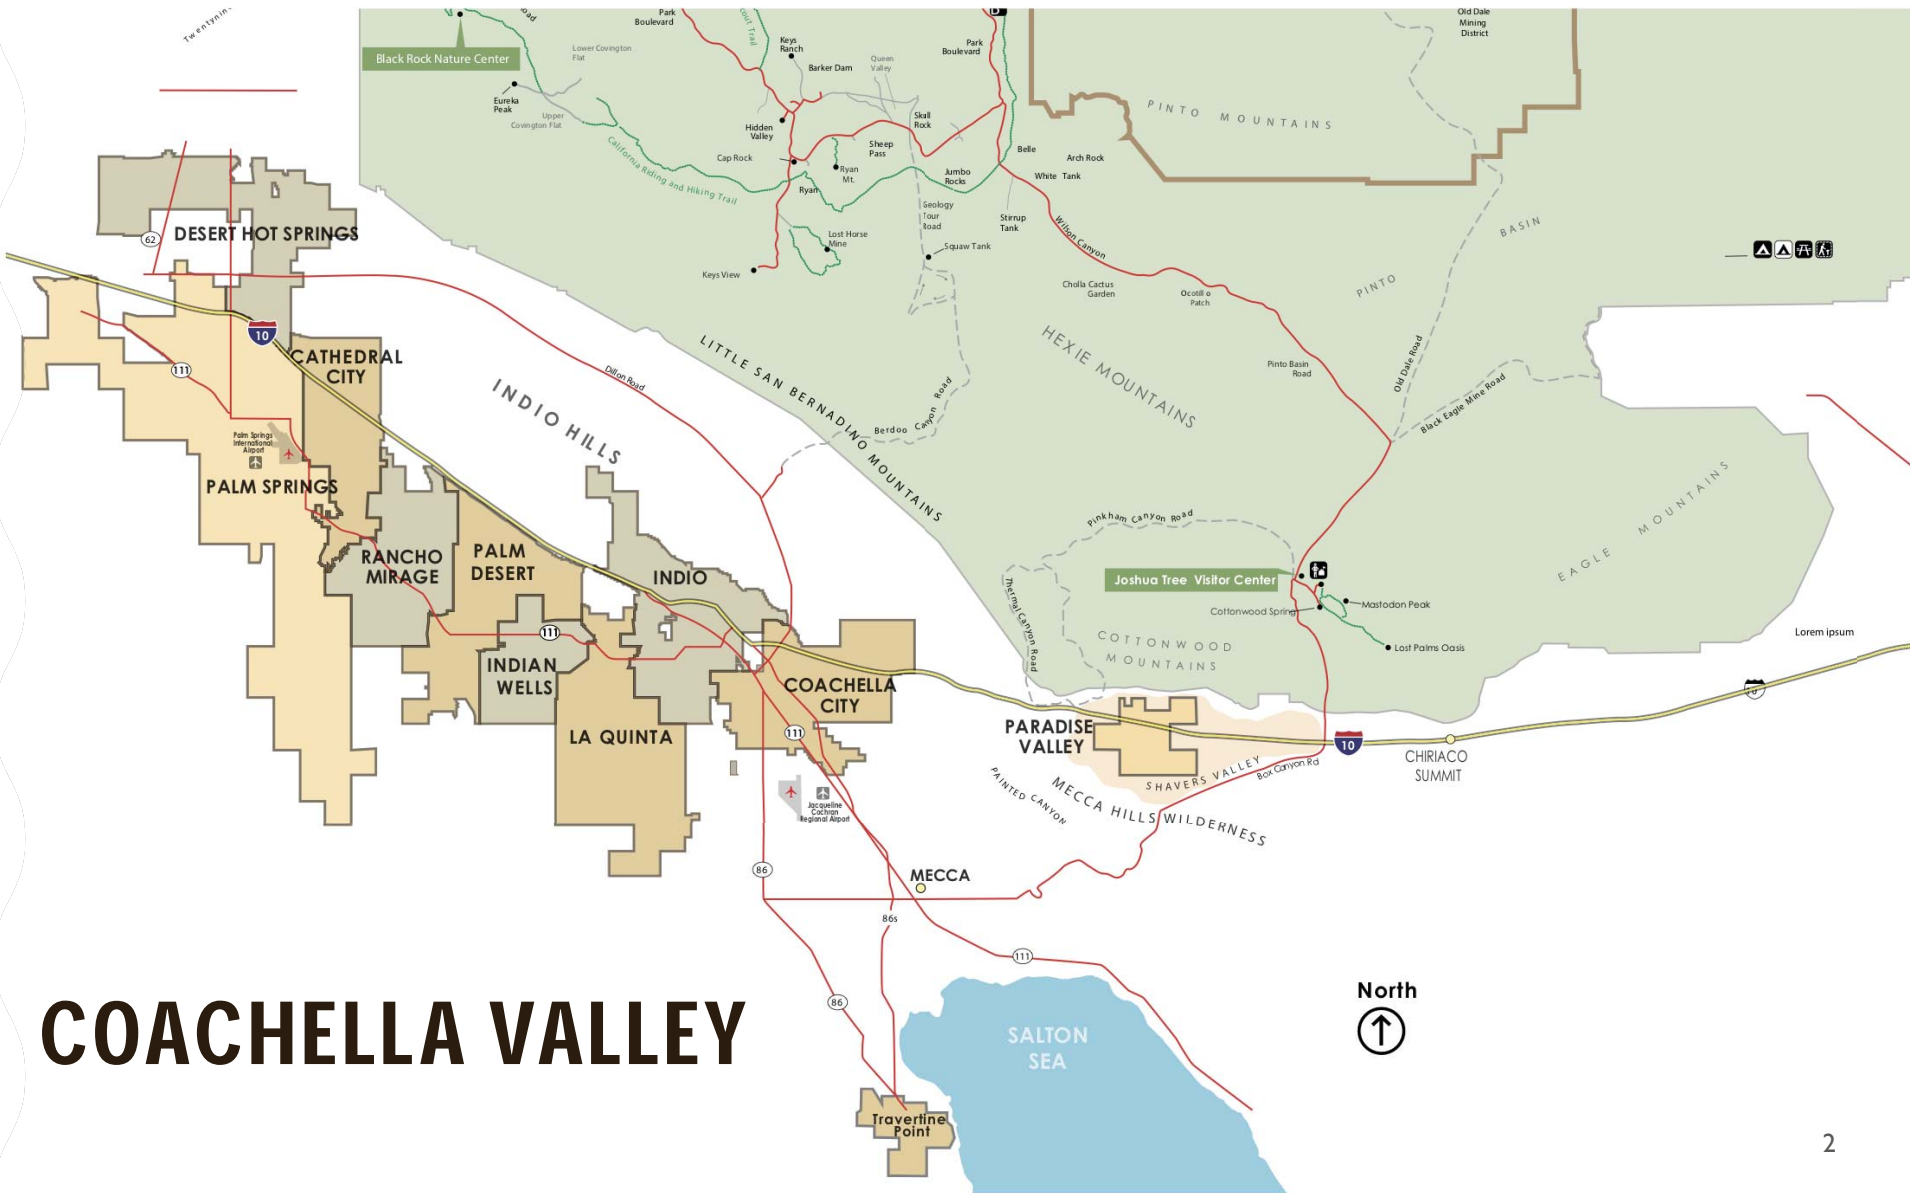 Twentynin
oad
Black Rock Nature Center
Eureka
Peak
Lower Covington
Flat
Upper
Covington Flat
Park
Boulevard
out Trail
Keys
Ranch
Barker Dam
Queen
Valley
Park
Boulevard
Old Dale
Mining
District
PINTO MOUNTAINS
Hidden
Valley
Skull
Rock
Sheep
Pass
Cap Rock
Ryan
Mt.
Ryan
Jumbo
Rocks
Belle
Arch Rock
White Tank
California Riding and Hiking Trail
Geology
Tour
Road
Stirrup
Tank
Wilson Canyon
Lost Horse
Mine
Squaw Tank
Keys View
Cholla Cactus
Garden
Ocotillo
Patch
BASIN
PINTO
62
DESERT HOT SPRINGS
10
CATHEDRAL
CITY
111
Dillon Road
INDIO HILLS
LITTLE SAN BERNADINO MOUNTAINS
HEXIE MOUNTAINS
Pinto Basin
Road
Old Dale Road
Black Eagle Mine Road
Berdoo Canyon Road
Palm Springs
International
Airport
PALM SPRINGS
RANCHO
MIRAGE
PALM
DESERT
INDIO
Pinkham Canyon Road
EAGLE MOUNTAINS
Joshua Tree Visitor Center
Cottonwood Spring
Mastodon Peak
Lost Palms Oasis
Lorem ipsum
Thermal Canyon Road
COTTONWOOD
MOUNTAINS
111
INDIAN
WELLS
COACHELLA
CITY
LA QUINTA
111
PARADISE
VALLEY
10
CHIRIACO
SUMMIT
SHAVERS VALLEY
Box Canyon Rd
PAINTED CANYON
MECCA HILLS WILDERNESS
Jacqueline
Cochran
Regional Airport
86
MECCA
86s
111
86
COACHELLA VALLEY
SALTON
SEA
North
Travertine
Point
2